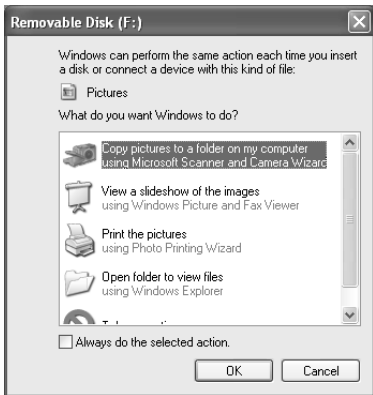 Removable Disk (F:)
Windows can perform the same action each time you insert
a disk or connect a device with this kind of file:
Pictures
What do you want Windows to do?
Copy pictures to a folder on my computer
using Microsoft Scanner and Camera Wizard
View a slideshow of the images
using Windows Picture and Fax Viewer
Print the pictures
using Photo Printing Wizard
Open folder to view files
using Windows Explorer
Always do the selected action.
OK
Cancel